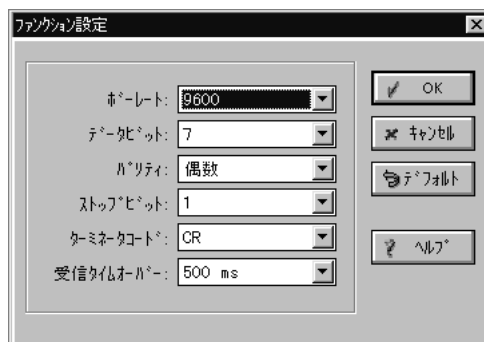 ファンクション設定
ﾎﾞｰﾚｰﾄ: 9600
ﾃﾞｰﾀﾋﾞｯﾄ: 7
ﾊﾟﾘﾃｨ: 偶数
ｽﾄｯﾌﾟﾋﾞｯﾄ: 1
ﾀｰﾐﾈｰﾀｺｰﾄﾞ: CR
受信ﾀｲﾑｵｰﾊﾞｰ: 500 ms
OK
ｷｬﾝｾﾙ
ﾃﾞﾌｫﾙﾄ
ﾍﾙﾌﾟ